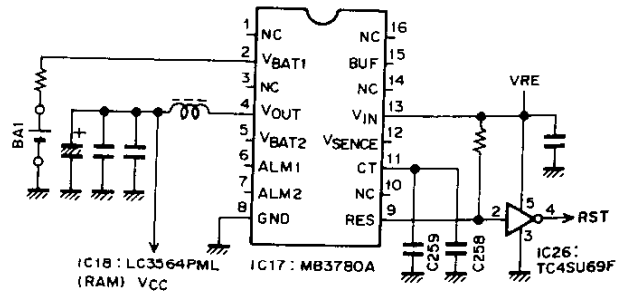 1 NC
2 VBAT1
3 NC
4 VOUT
5 VBAT2
6 ALM1
7 ALM2
8 GND
NC 16
BUF 15
NC 14
VIN 13
VSENCE 12
CT 11
NC 10
RES 9
BA1
+
VRE
C259
C258
2
5
4
3
RST
IC18: LC3564PML
(RAM) VCC
IC17: MB3780A
IC26:
TC4SU69F